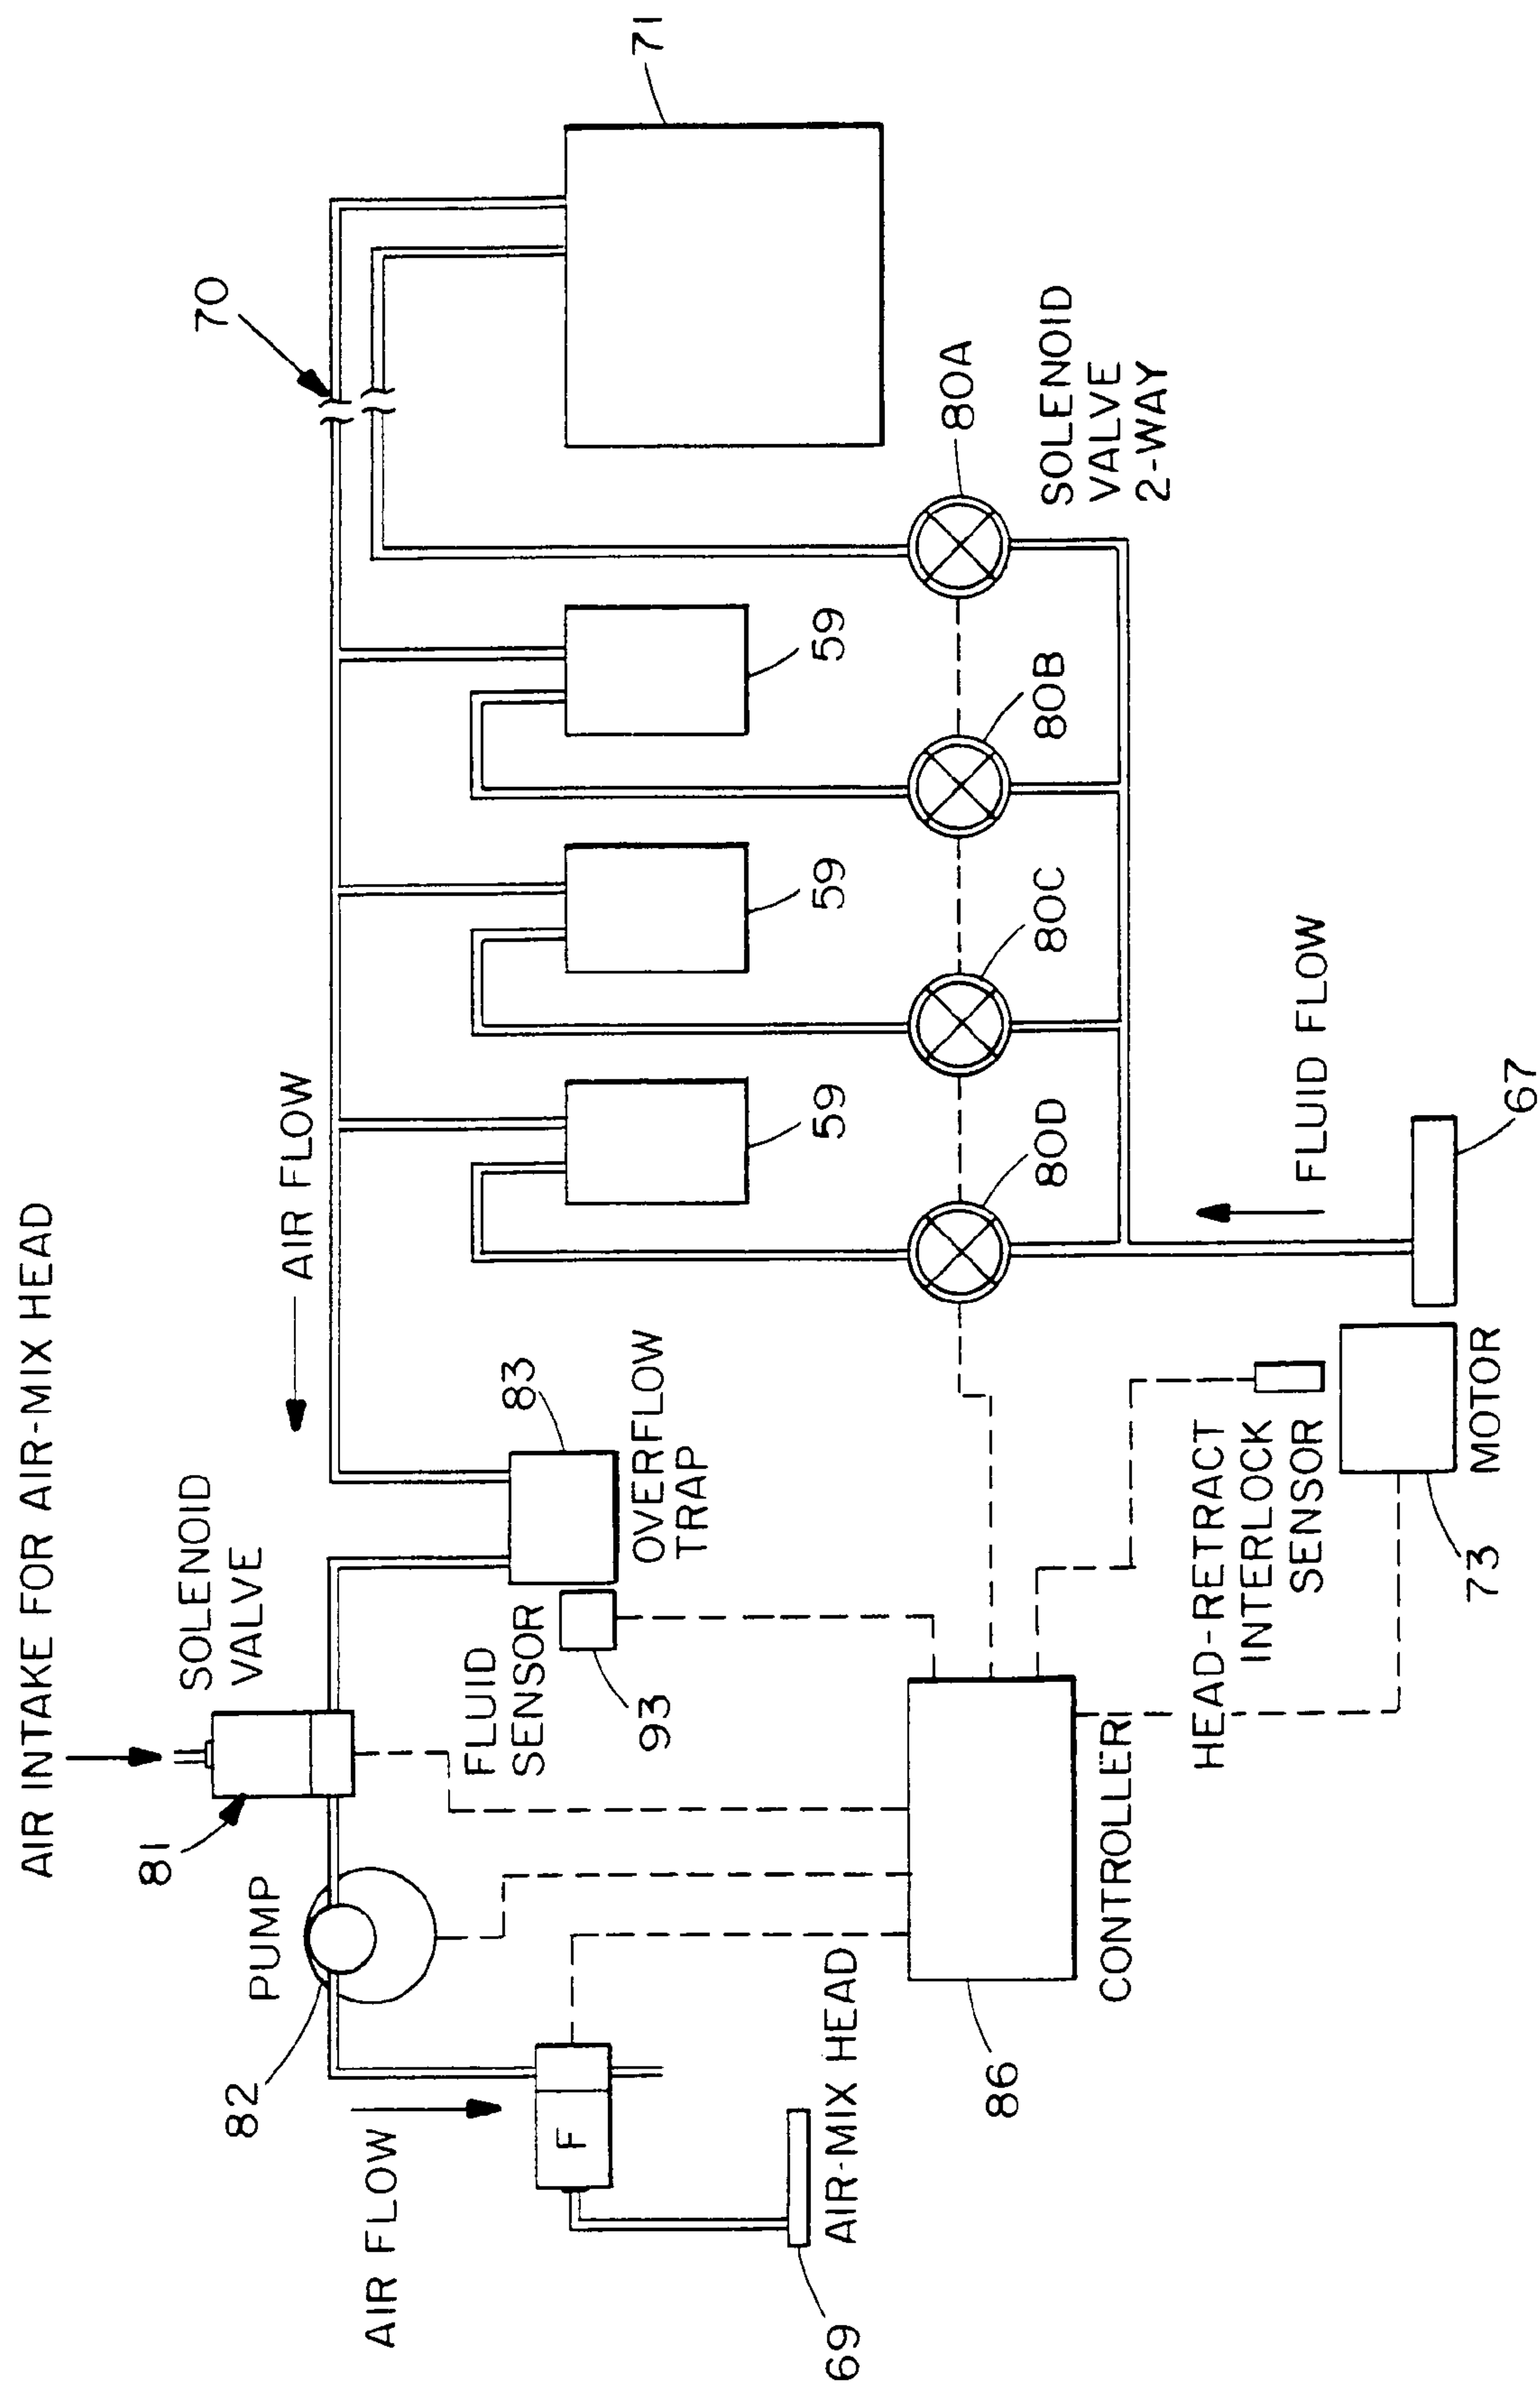 AIR INTAKE FOR AIR-MIX HEAD
SOLENOID
VALVE
81
PUMP
82
AIR FLOW
AIR FLOW
70
71
83
OVERFLOW
TRAP
FLUID
SENSOR
93
F
69
AIR-MIX HEAD
86
CONTROLLER
59
59
59
80D
80C
80B
80A
SOLENOID
VALVE
2-WAY
HEAD-RETRACT
INTERLOCK
SENSOR
73
MOTOR
FLUID FLOW
67